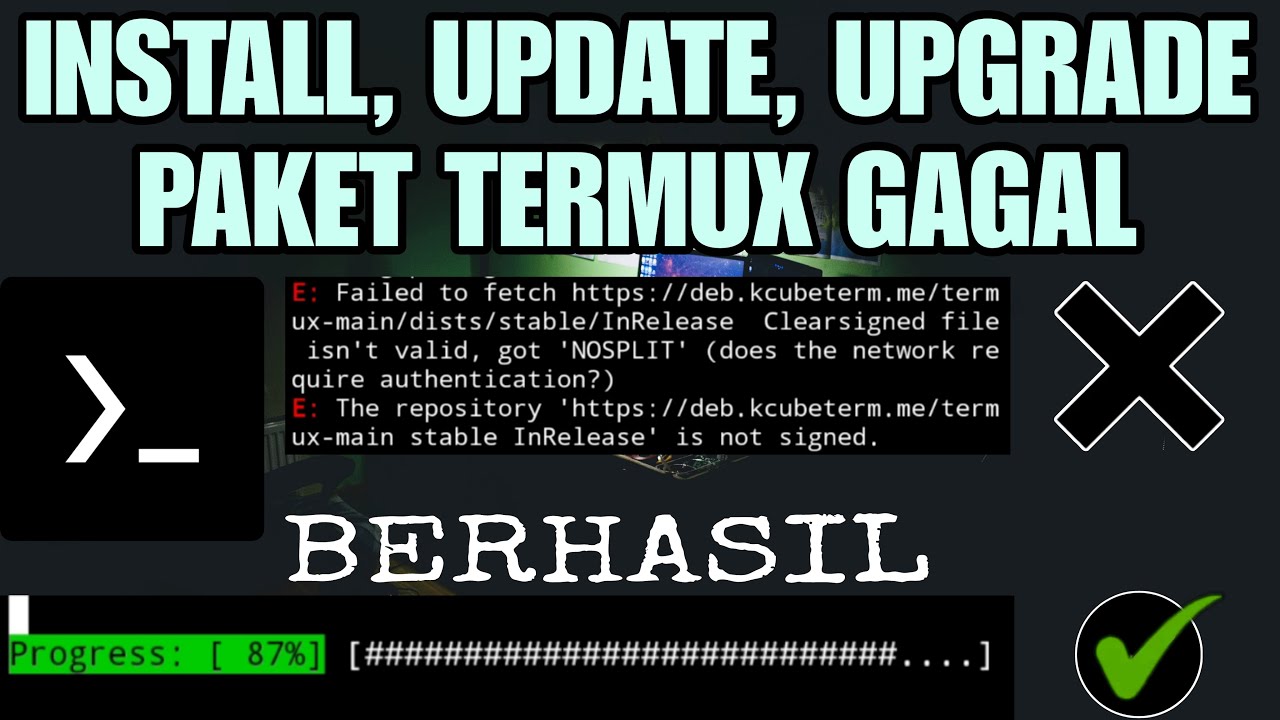 INSTALL, UPDATE, UPGRADE
PAKET TERMUX GAGAL
E: Failed to fetch https://deb.kcubeterm.me/term
ux-main/dists/stable/InRelease  Clearsigned file
 isn't valid, got 'NOSPLIT' (does the network re
quire authentication?)
E: The repository 'https://deb.kcubeterm.me/term
ux-main stable InRelease' is not signed.
❯_
BERHASIL
Progress: [ 87%] [###########################....]